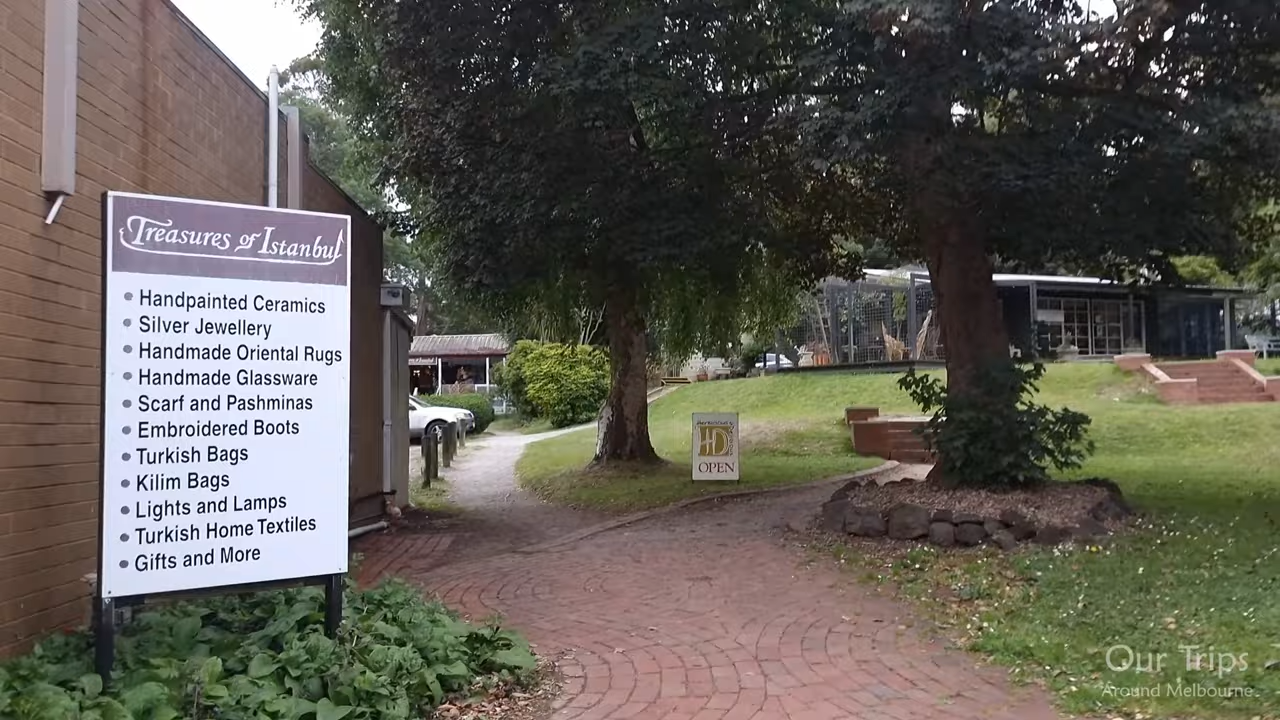 Treasures of Istanbul
Handpainted Ceramics
Silver Jewellery
Handmade Oriental Rugs
Handmade Glassware
Scarf and Pashminas
Embroidered Boots
Turkish Bags
Kilim Bags
Lights and Lamps
Turkish Home Textiles
Gifts and More
HD
OPEN
Our Trips
Around Melbourne